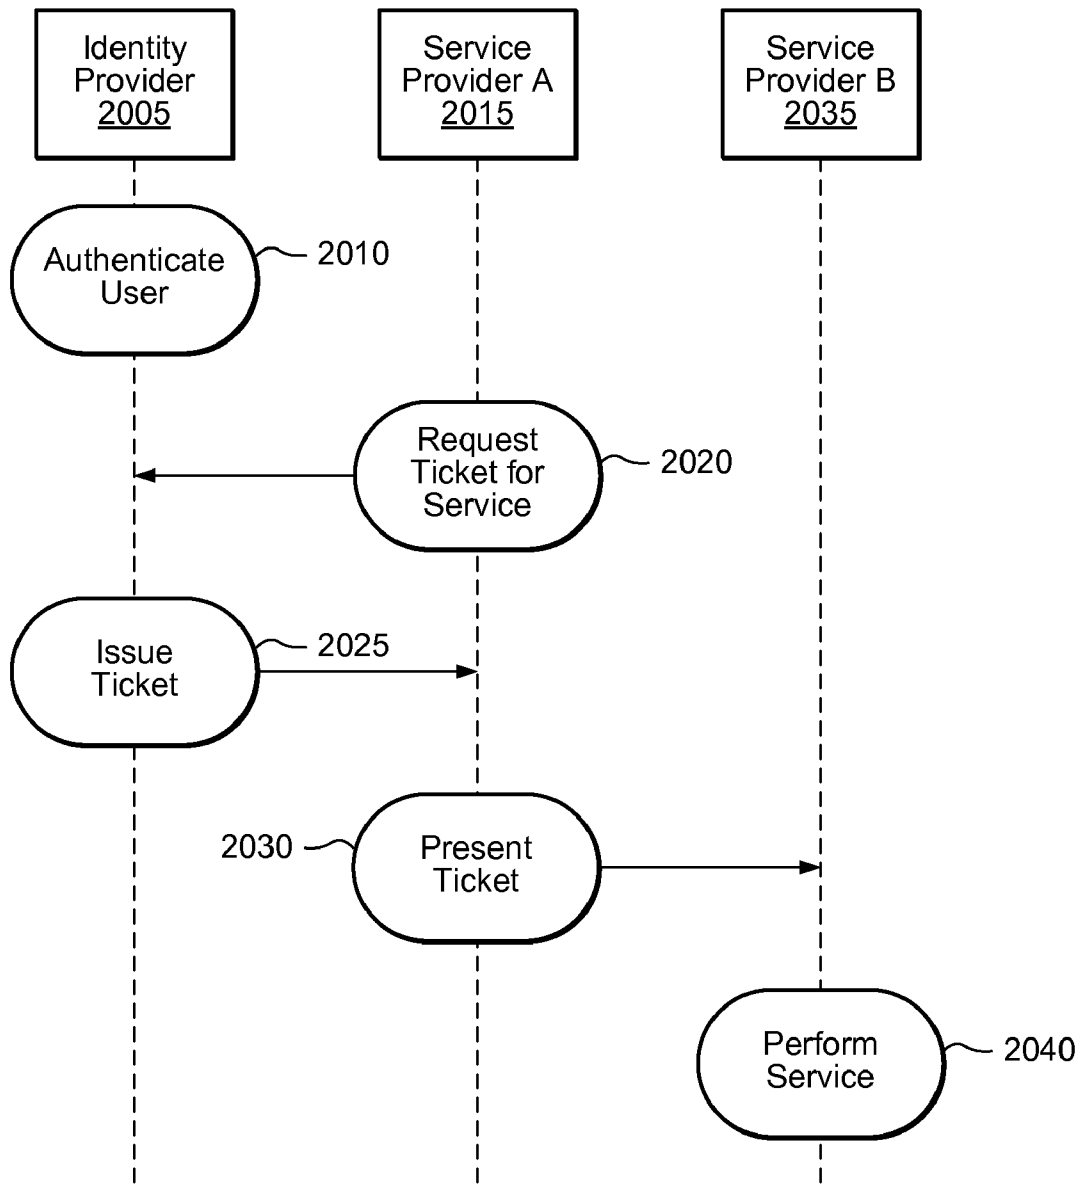 Identity
Provider
2005
Service
Provider A
2015
Service
Provider B
2035
Authenticate
User
2010
Request
Ticket for
Service
2020
Issue
Ticket
2025
2030
Present
Ticket
Perform
Service
2040